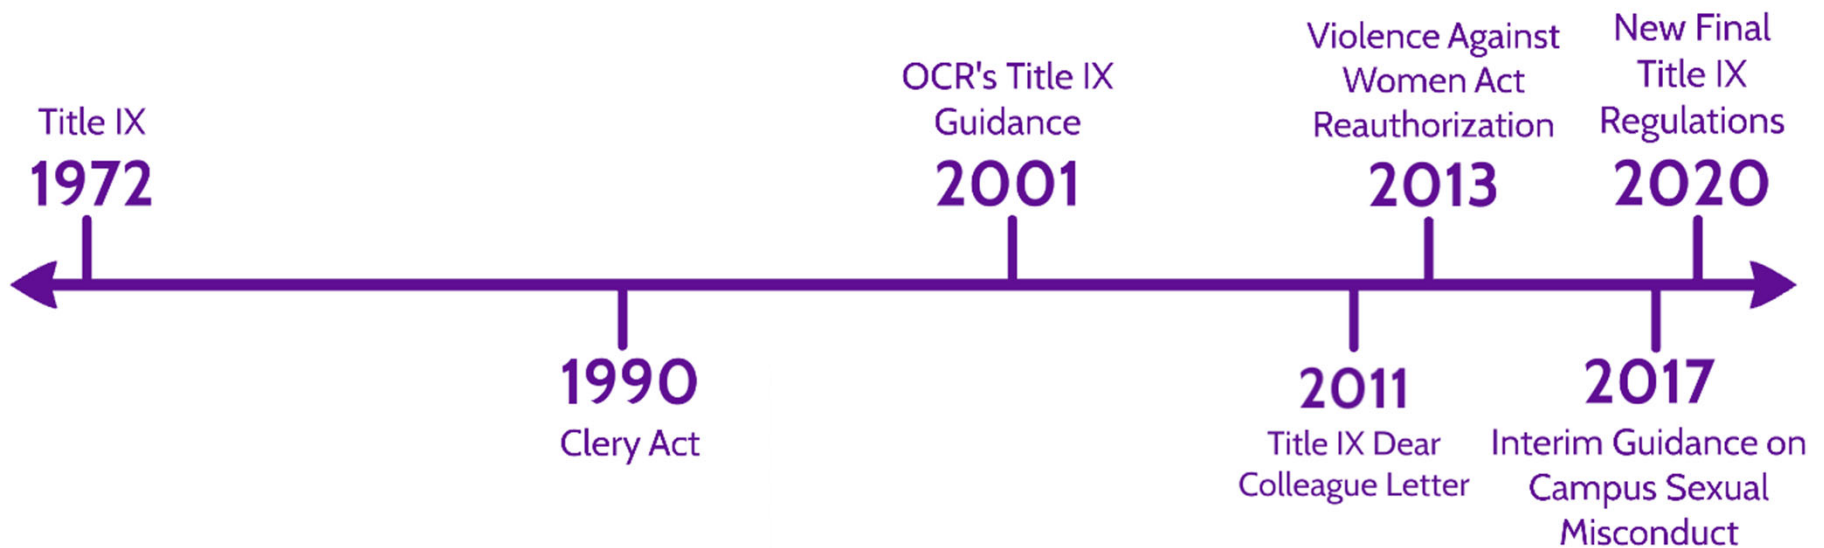 Title IX
1972
1990
Clery Act
OCR's Title IX
Guidance
2001
2011
Title IX Dear
Colleague Letter
Violence Against
Women Act
Reauthorization
2013
2017
Interim Guidance on
Campus Sexual
Misconduct
New Final
Title IX
Regulations
2020